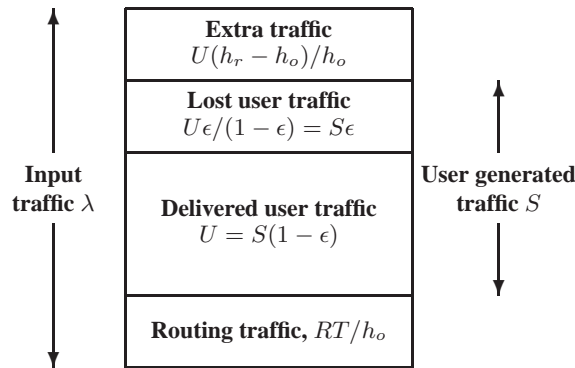 Extra traffic
U(h_r − h_o)/h_o
Lost user traffic
Uϵ/(1 − ϵ) = Sϵ
Input
traffic λ
Delivered user traffic
U = S(1 − ϵ)
User generated
traffic S
Routing traffic, RT/h_o